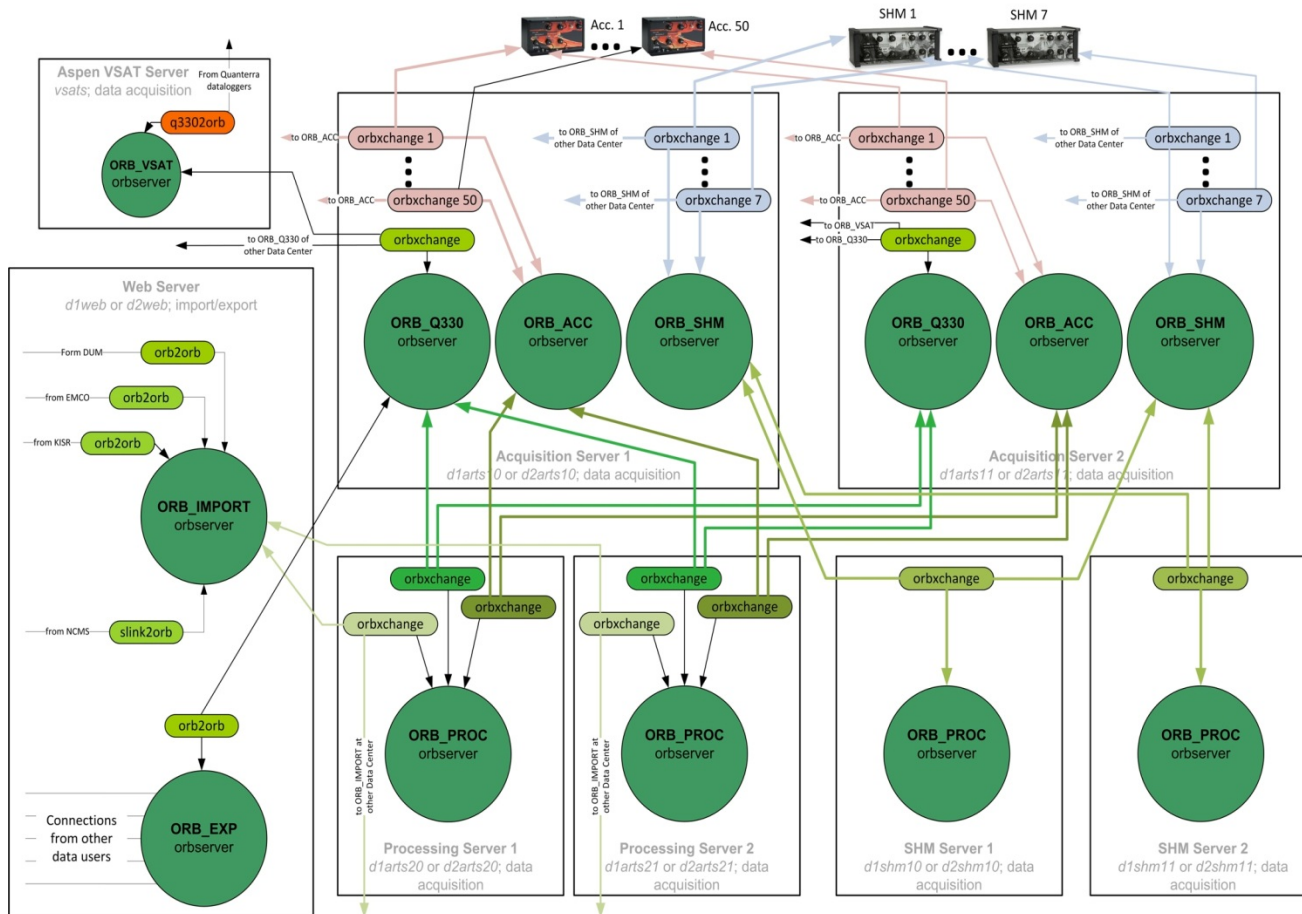 Acc. 1
Acc. 50
SHM 1
SHM 7
Aspen VSAT Server
vsats; data acquisition
From Quanterra
dataloggers
q3302orb
ORB_VSAT
orbserver
to ORB_ACC
orbxchange 1
to ORB_SHM of
other Data Center
orbxchange 1
to ORB_ACC
orbxchange 50
to ORB_SHM of
other Data Center
orbxchange 7
to ORB_Q330 of
other Data Center
orbxchange
ORB_Q330
orbserver
ORB_ACC
orbserver
ORB_SHM
orbserver
Acquisition Server 1
d1arts10 or d2arts10; data acquisition
to ORB_ACC
orbxchange 1
to ORB_SHM of
other Data Center
orbxchange 1
to ORB_ACC
orbxchange 50
to ORB_SHM of
other Data Center
orbxchange 7
to ORB_VSAT
to ORB_Q330
orbxchange
ORB_Q330
orbserver
ORB_ACC
orbserver
ORB_SHM
orbserver
Acquisition Server 2
d1arts11 or d2arts11; data acquisition
Web Server
d1web or d2web; import/export
Form DUM
orb2orb
from EMCO
orb2orb
from KISR
orb2orb
ORB_IMPORT
orbserver
from NCMS
slink2orb
orb2orb
ORB_EXP
orbserver
Connections
from other
data users
orbxchange
orbxchange
orbxchange
ORB_PROC
orbserver
to ORB_IMPORT at
other Data Center
Processing Server 1
d1arts20 or d2arts20; data
acquisition
orbxchange
orbxchange
orbxchange
ORB_PROC
orbserver
to ORB_IMPORT at
other Data Center
Processing Server 2
d1arts21 or d2arts21; data
acquisition
orbxchange
ORB_PROC
orbserver
SHM Server 1
d1shm10 or d2shm10; data
acquisition
orbxchange
ORB_PROC
orbserver
SHM Server 2
d1shm11 or d2shm11; data
acquisition